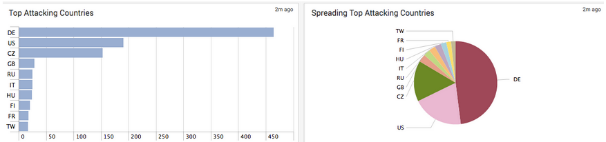 Top Attacking Countries
2m ago
DE
US
CZ
GB
RU
IT
HU
FI
FR
TW
0 50 100 150 200 250 300 350 400 450
Spreading Top Attacking Countries
2m ago
TW
FR
FI
HU
IT
RU
GB
CZ
US
DE